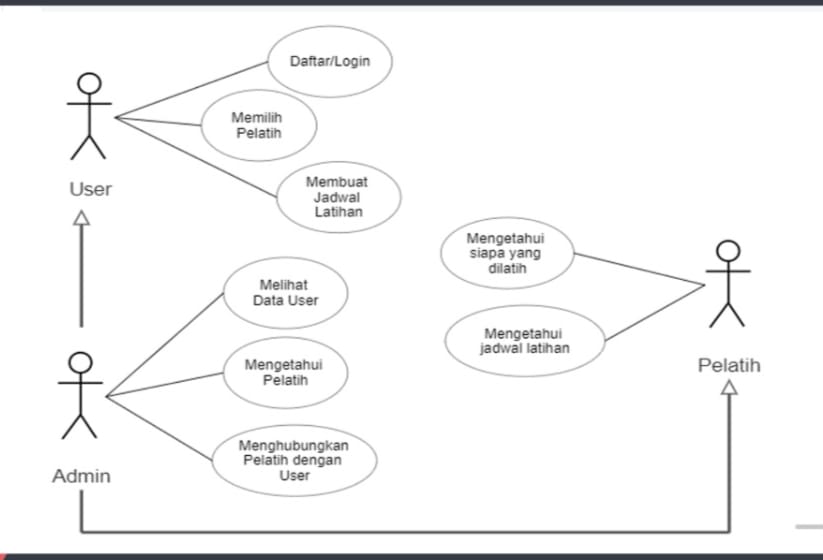 Daftar/Login
Memilih
Pelatih
Membuat
Jadwal
Latihan
User
Mengetahui
siapa yang
dilatih
Mengetahui
jadwal latihan
Pelatih
Melihat
Data User
Mengetahui
Pelatih
Menghubungkan
Pelatih dengan
User
Admin